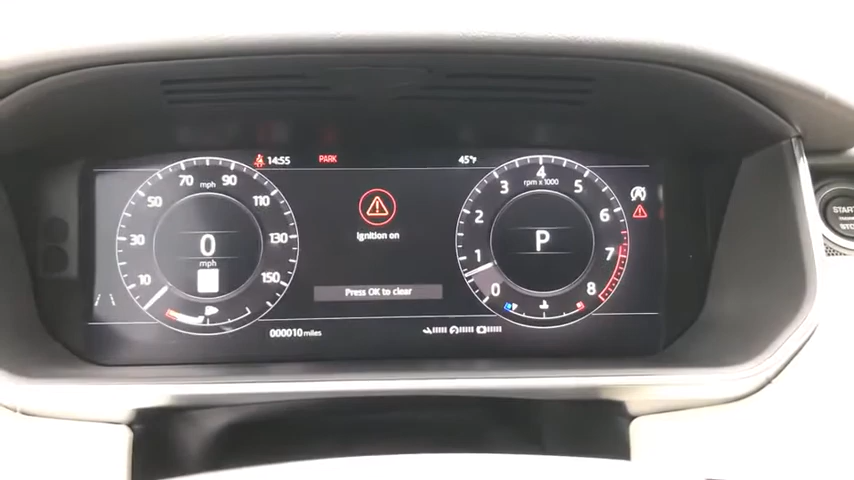 14:55 PARK 45°F
10 30 50 70 90 110 130 150
mph
0
mph
Ignition on
Press OK to clear
000010 miles
0 1 2 3 4 5 6 7 8
rpm x 1000
P
START
STOP